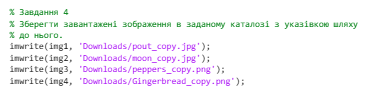 % Завдання 4
% Зберегти завантажені зображення в заданому каталозі з указівкою шляху
% до нього.
imwrite(img1, 'Downloads/pout_copy.jpg');
imwrite(img2, 'Downloads/moon_copy.jpg');
imwrite(img3, 'Downloads/peppers_copy.png');
imwrite(img4, 'Downloads/Gingerbread_copy.png');